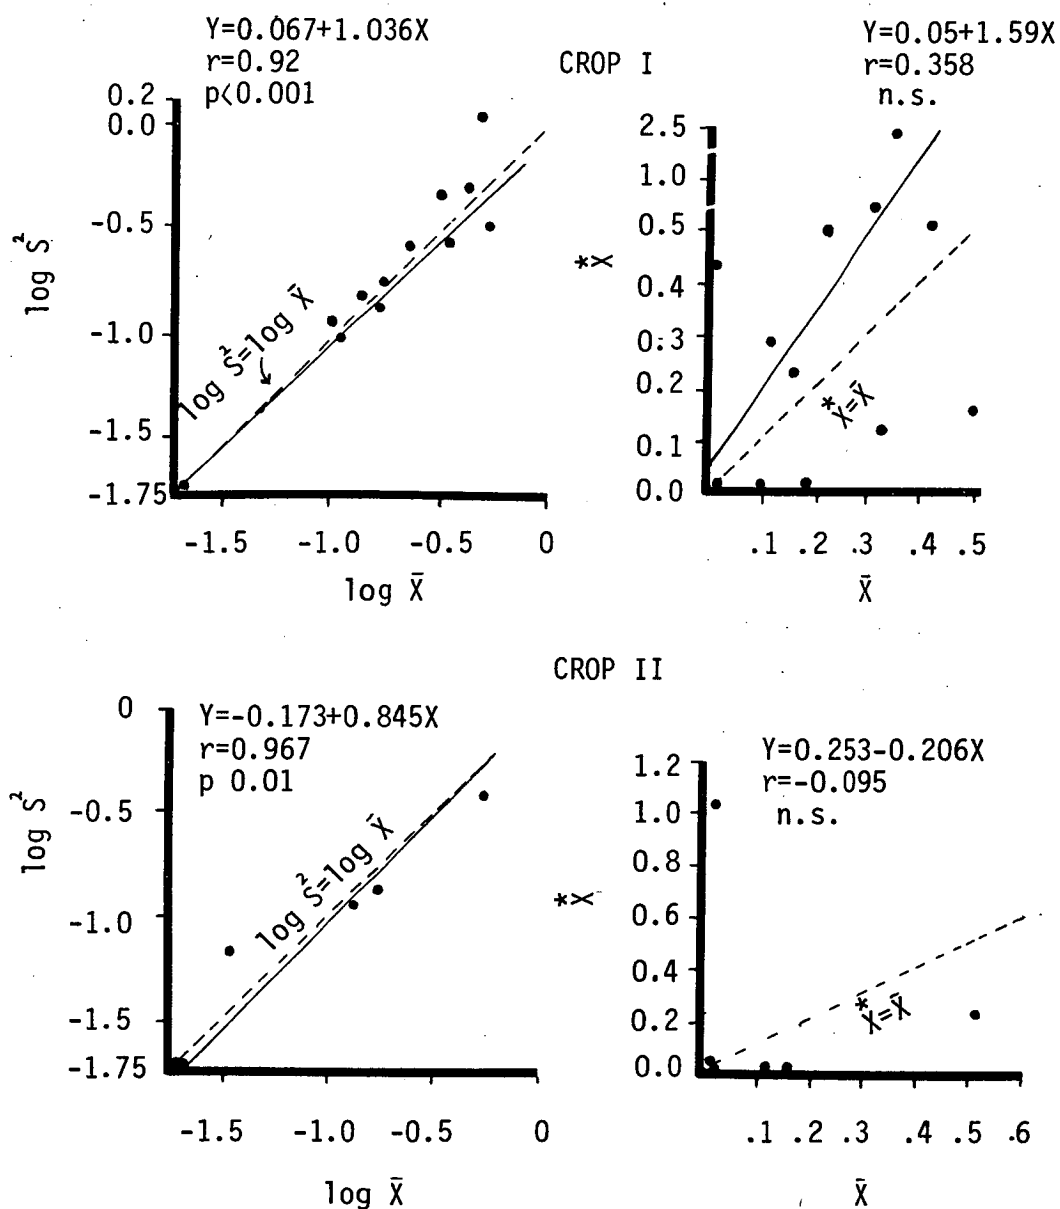 Y=0.067+1.036X
r=0.92
p<0.001
CROP I
Y=0.05+1.59X
r=0.358
n.s.
0.2
0.0
-0.5
-1.0
-1.5
-1.75
log S²
log S²=log X̄
-1.5 -1.0 -0.5 0
log X̄
2.5
1.0
0.5
0.4
0.3
0.2
0.1
0.0
*X
*X=X̄
.1 .2 .3 .4 .5
X̄
CROP II
Y=-0.173+0.845X
r=0.967
p 0.01
0
-0.5
-1.0
-1.5
-1.75
log S²
log S²=log X̄
-1.5 -1.0 -0.5 0
log X̄
Y=0.253-0.206X
r=-0.095
n.s.
1.2
1.0
0.8
0.6
0.4
0.2
0.0
*X
*X=X̄
.1 .2 .3 .4 .5 .6
X̄